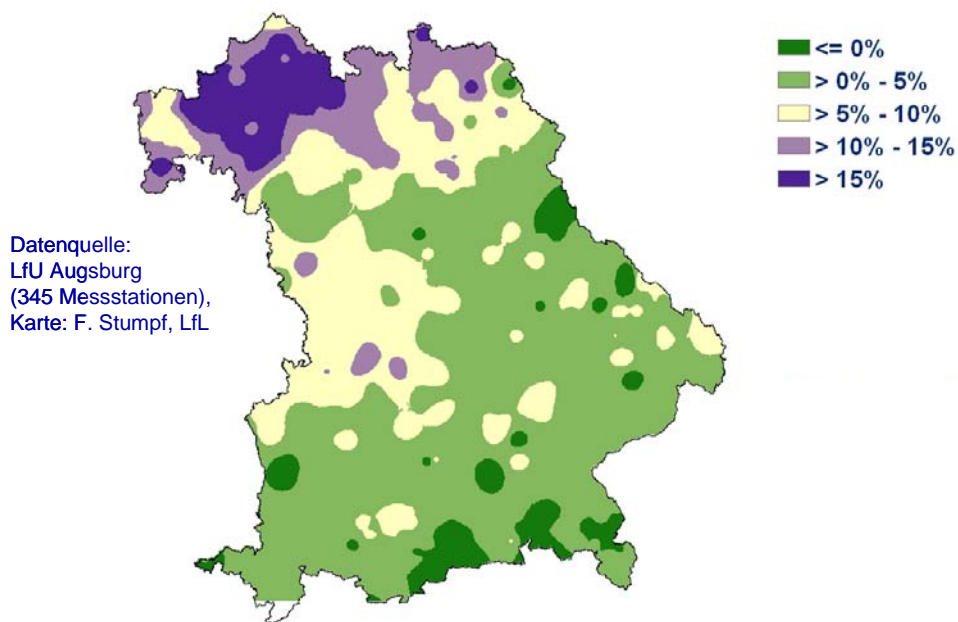 <= 0%
> 0% - 5%
> 5% - 10%
> 10% - 15%
> 15%
Datenquelle:
LfU Augsburg
(345 Messstationen),
Karte: F. Stumpf, LfL